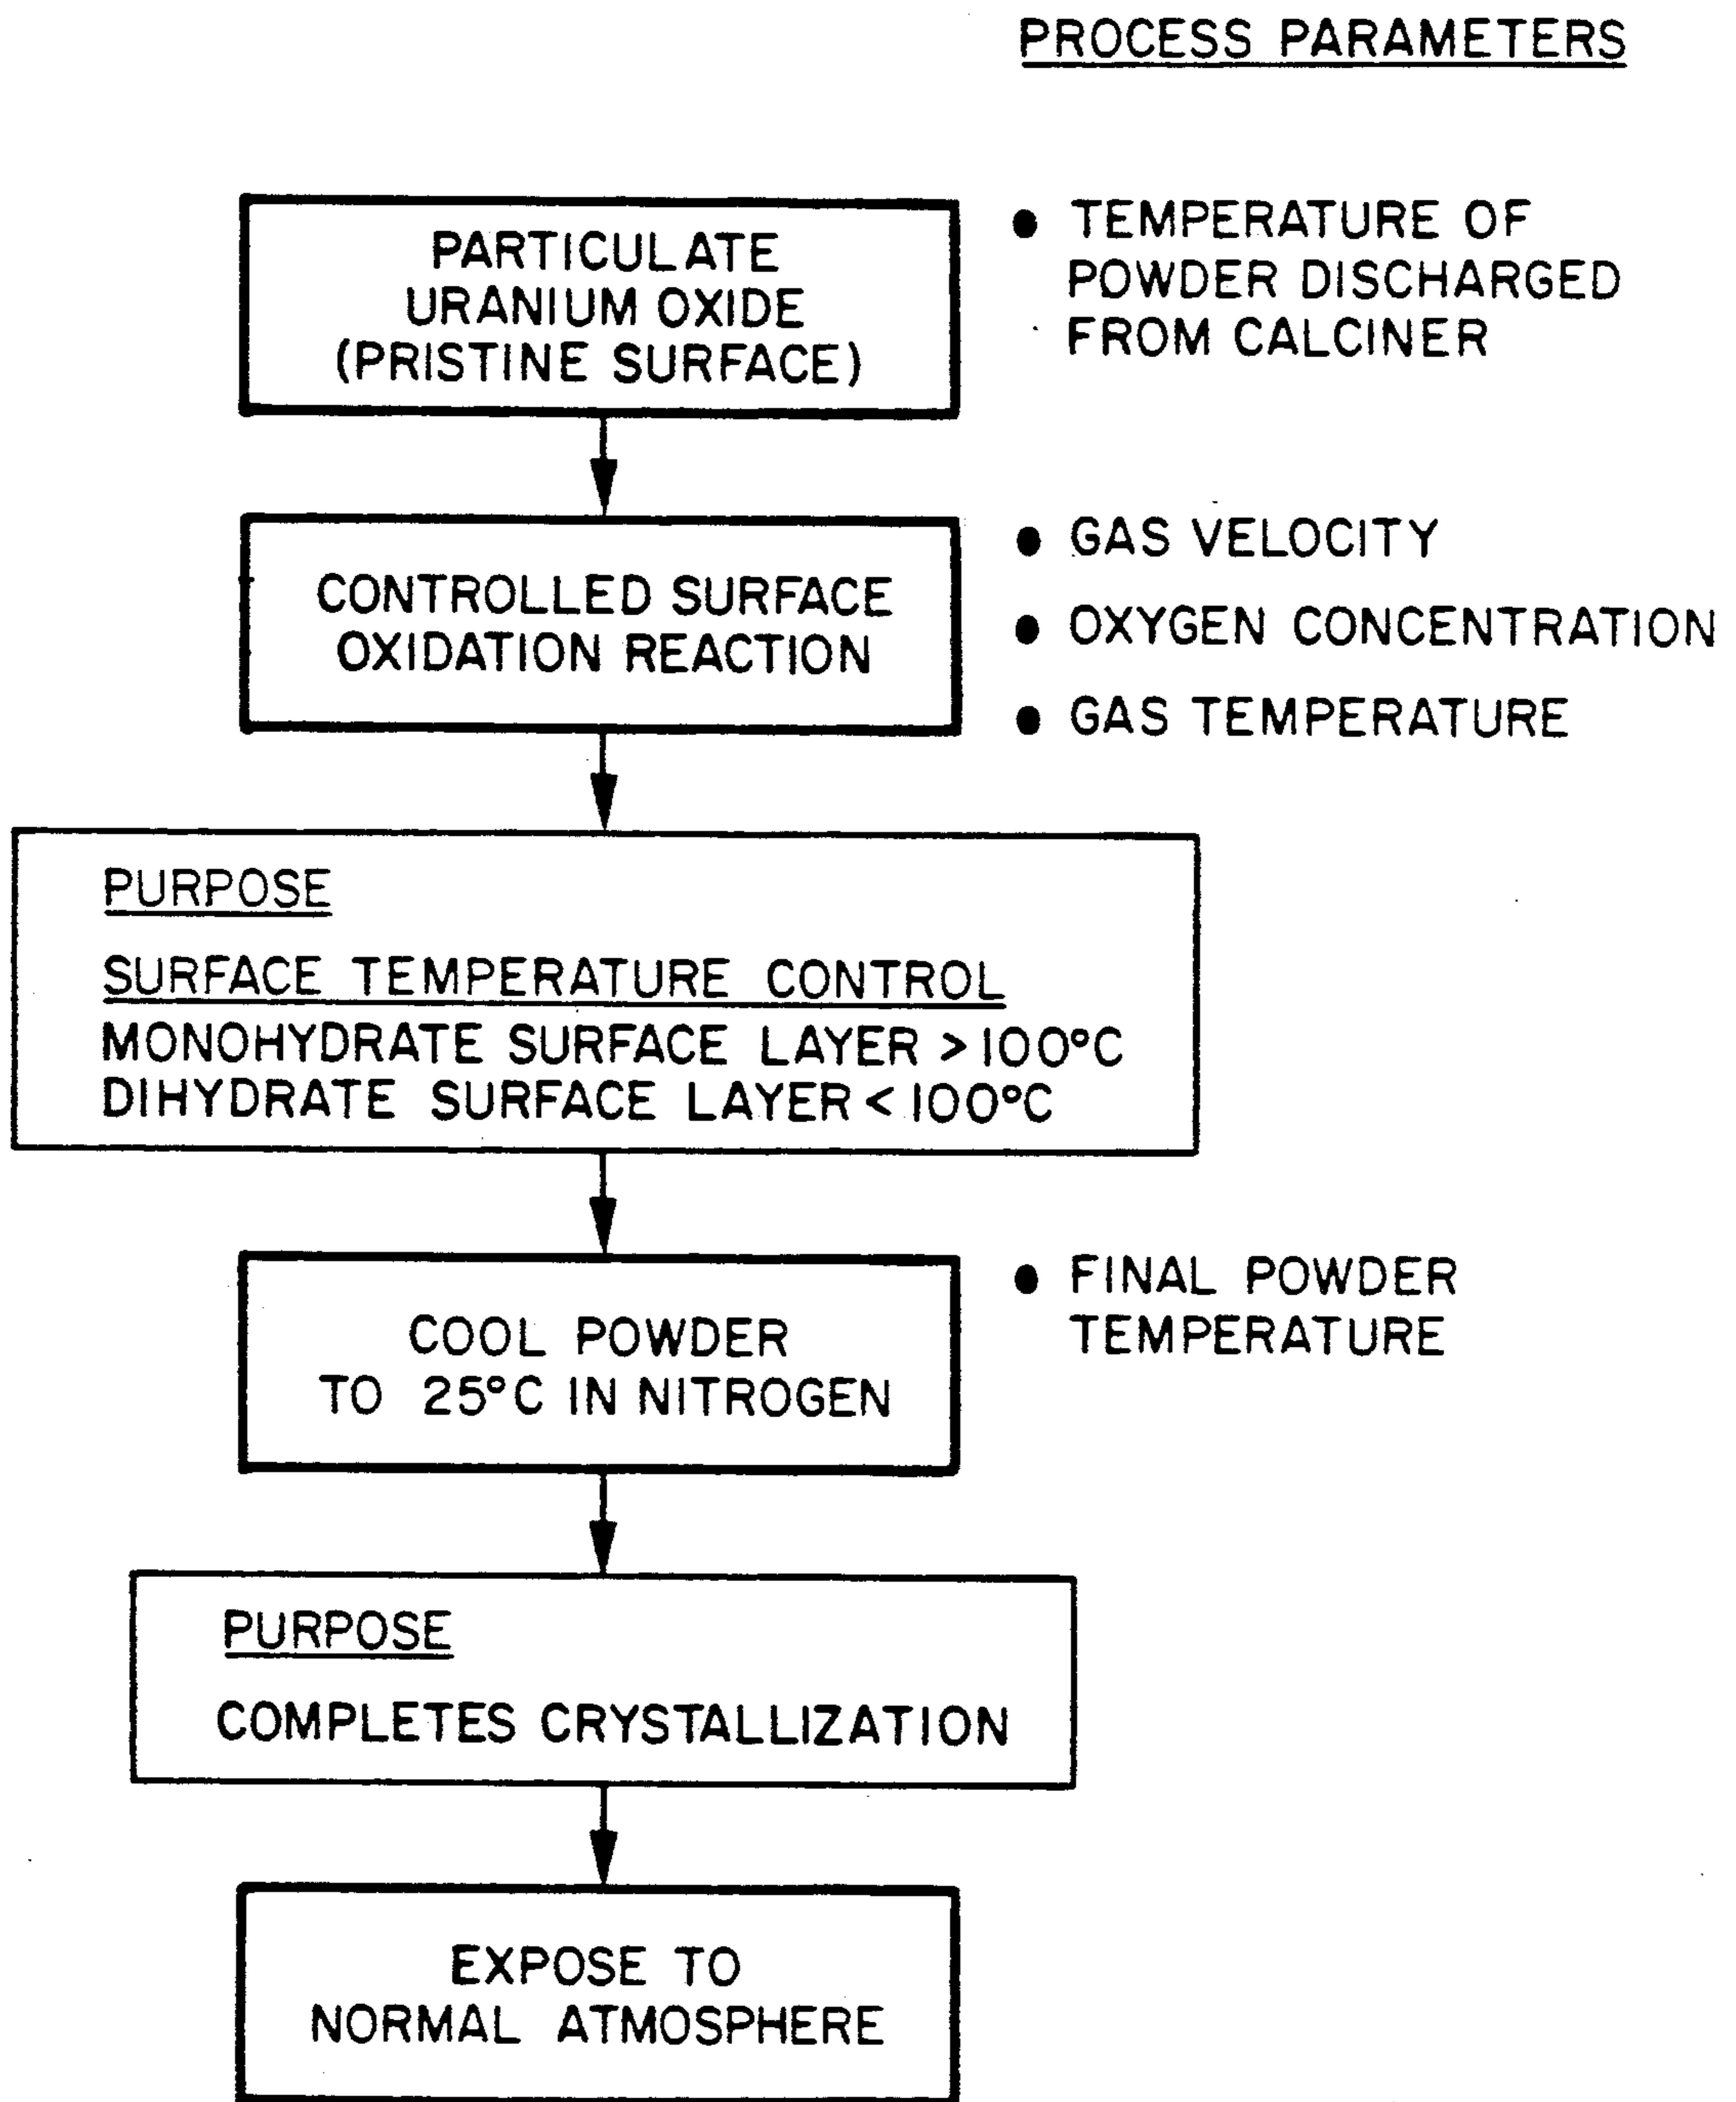 PROCESS PARAMETERS
PARTICULATE
URANIUM OXIDE
(PRISTINE SURFACE)
● TEMPERATURE OF
POWDER DISCHARGED
FROM CALCINER
CONTROLLED SURFACE
OXIDATION REACTION
● GAS VELOCITY
● OXYGEN CONCENTRATION
● GAS TEMPERATURE
PURPOSE
SURFACE TEMPERATURE CONTROL
MONOHYDRATE SURFACE LAYER > 100°C
DIHYDRATE SURFACE LAYER < 100°C
COOL POWDER
TO 25°C IN NITROGEN
● FINAL POWDER
TEMPERATURE
PURPOSE
COMPLETES CRYSTALLIZATION
EXPOSE TO
NORMAL ATMOSPHERE